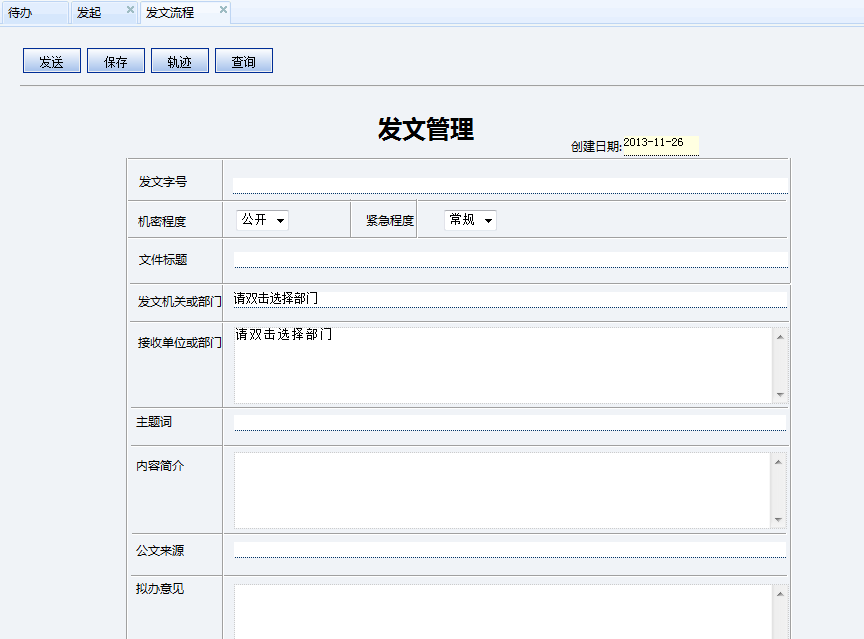 待办 发起 发文流程
发送 保存 轨迹 查询
发文管理
创建日期:2013-11-26
发文字号
机密程度 公开 紧急程度 常规
文件标题
发文机关或部门 请双击选择部门
接收单位或部门 请双击选择部门
主题词
内容简介
公文来源
拟办意见